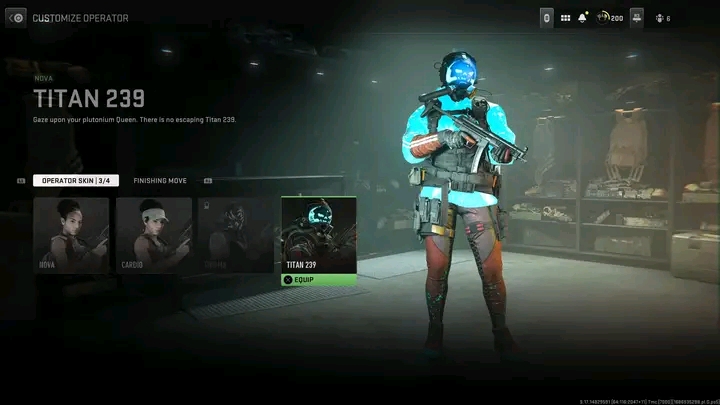 CUSTOMIZE OPERATOR
200
6
NOVA
TITAN 239
Gaze upon your plutonium Queen. There is no escaping Titan 239.
OPERATOR SKIN | 3/4
FINISHING MOVE
NOVA
CARDIO
TITAN 239
EQUIP